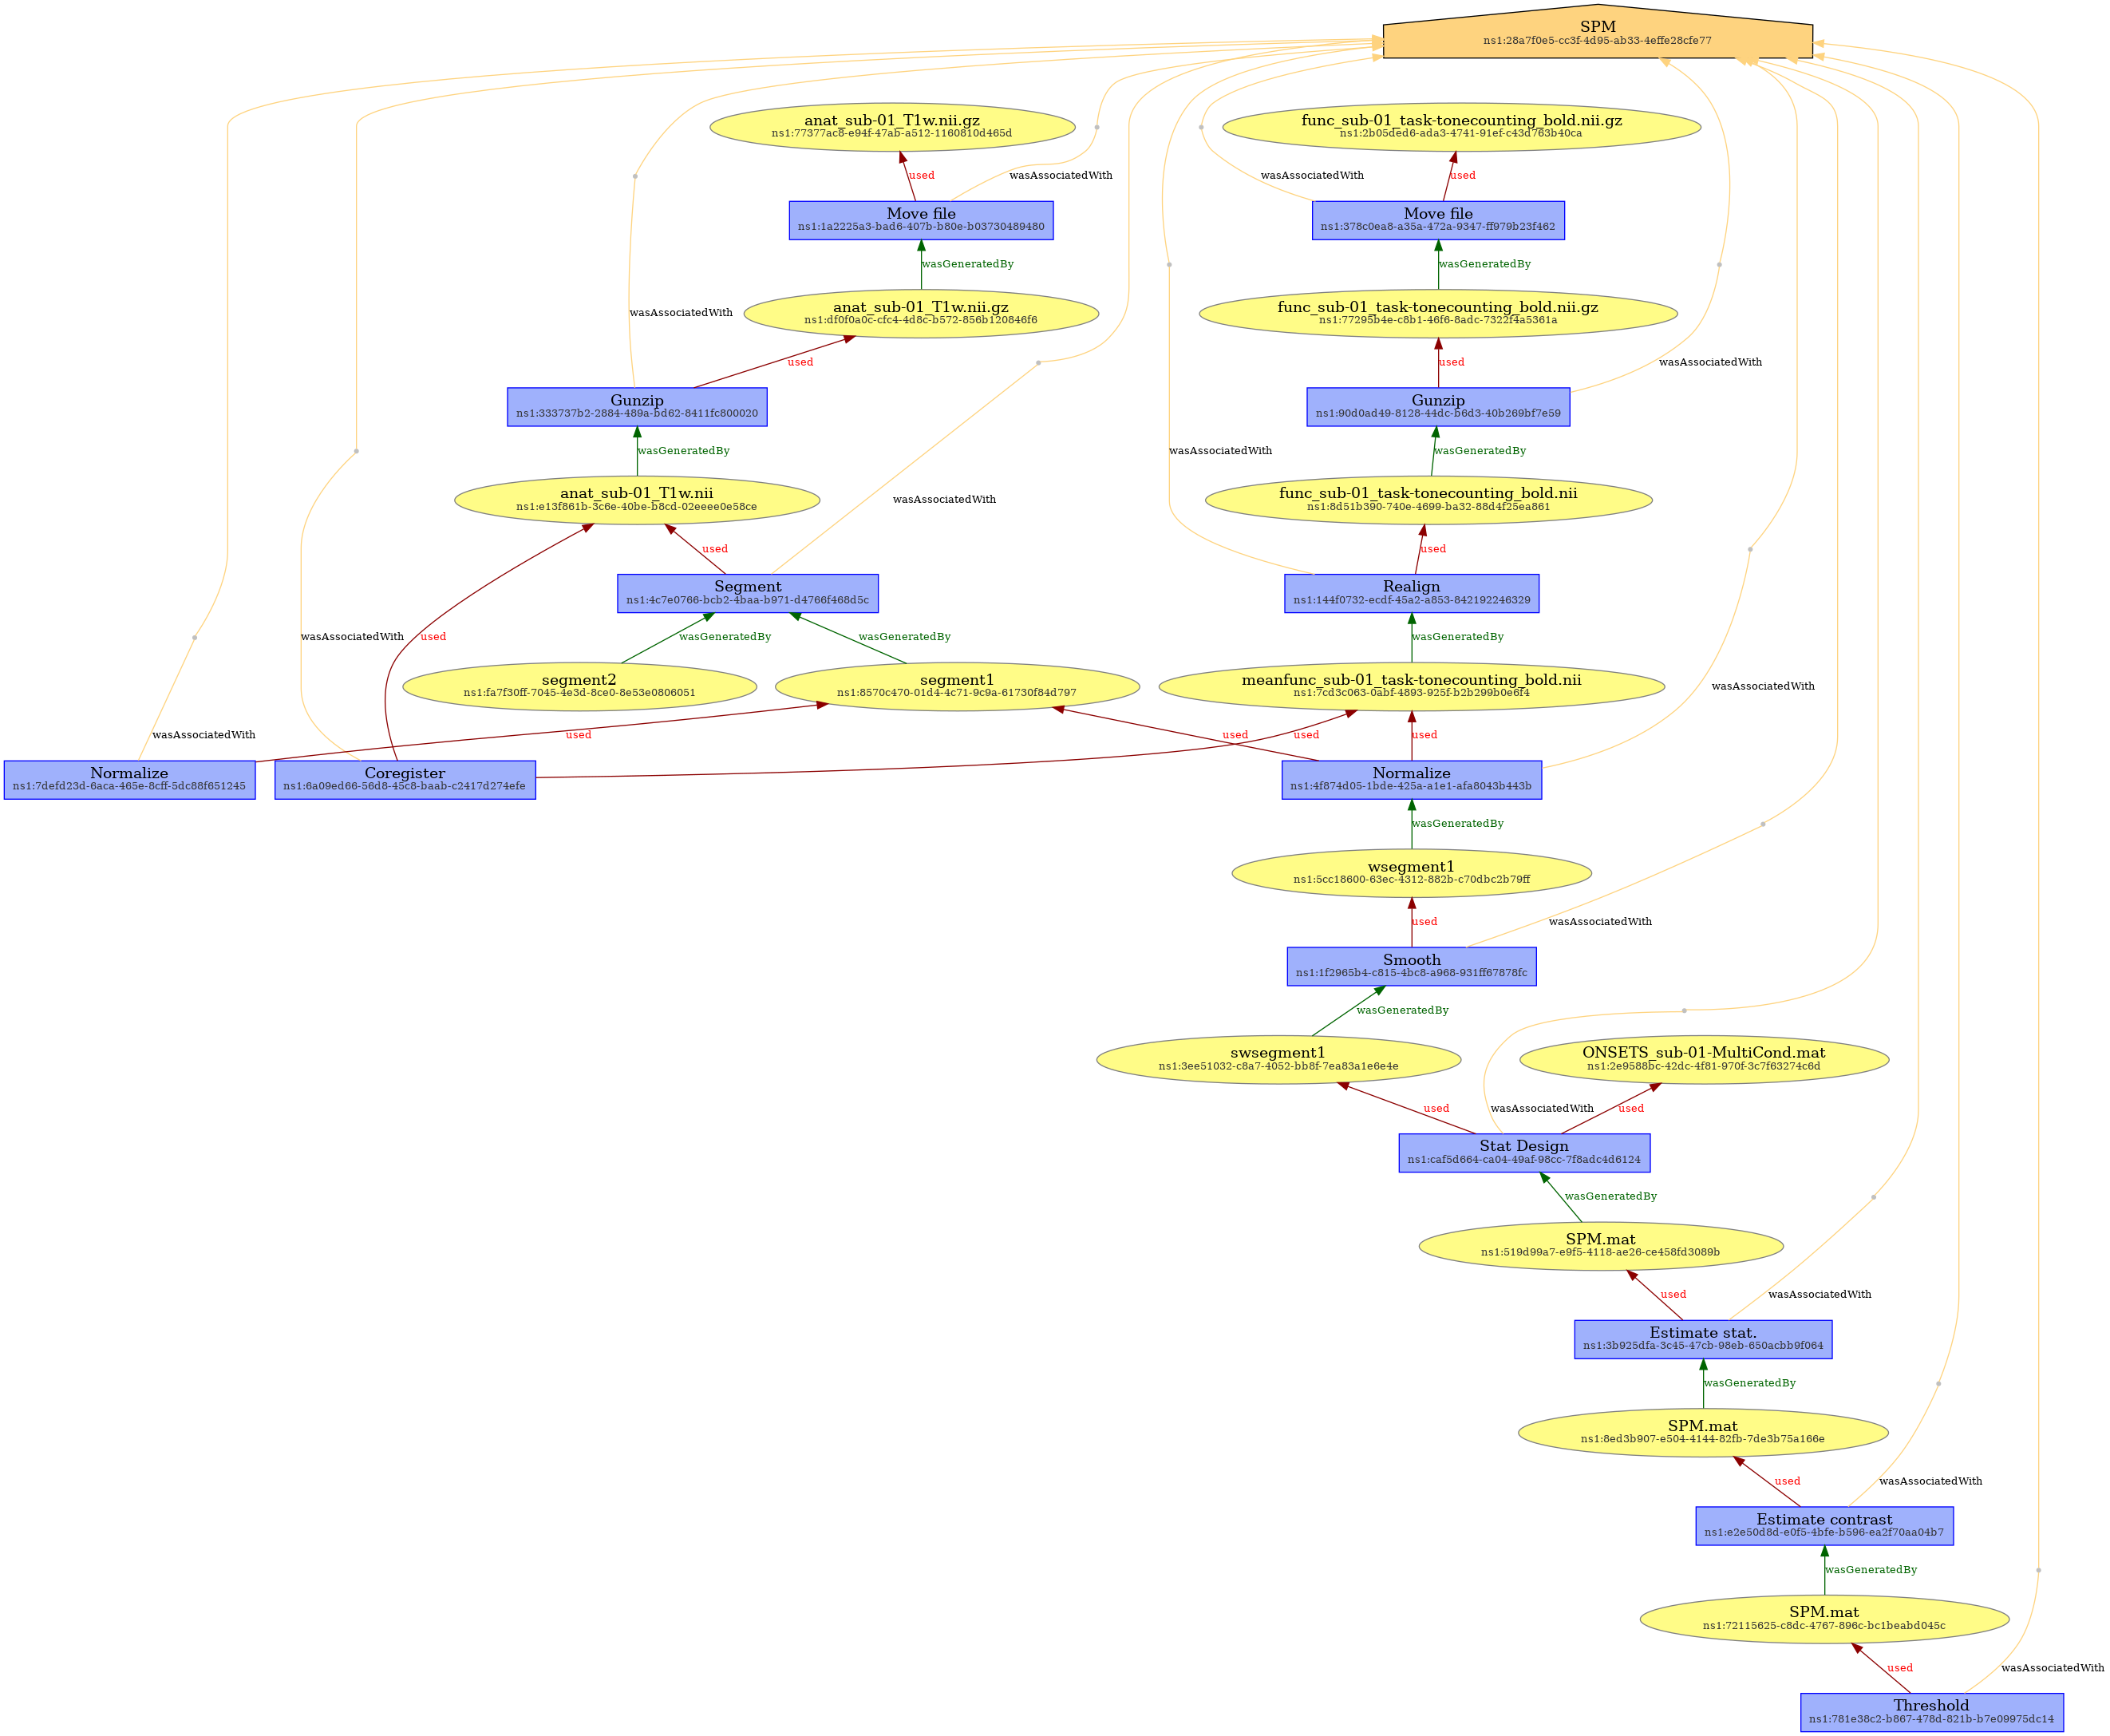 SPM
ns1:28a7f0e5-cc3f-4d95-ab33-4effe28cfe77
anat_sub-01_T1w.nii.gz
ns1:77377ac8-e94f-47ab-a512-1160810d465d
func_sub-01_task-tonecounting_bold.nii.gz
ns1:2b05ded6-ada3-4741-91ef-c43d763b40ca
used
wasAssociatedWith
wasAssociatedWith
used
Move file
ns1:1a2225a3-bad6-407b-b80e-b03730489480
Move file
ns1:378c0ea8-a35a-472a-9347-ff979b23f462
wasGeneratedBy
wasGeneratedBy
wasAssociatedWith
anat_sub-01_T1w.nii.gz
ns1:df0f0a0c-cfc4-4d8c-b572-856b120846f6
func_sub-01_task-tonecounting_bold.nii.gz
ns1:77295b4e-c8b1-46f6-8adc-7322f4a5361a
used
used
wasAssociatedWith
Gunzip
ns1:333737b2-2884-489a-bd62-8411fc800020
Gunzip
ns1:90d0ad49-8128-44dc-b6d3-40b269bf7e59
wasGeneratedBy
wasAssociatedWith
wasGeneratedBy
anat_sub-01_T1w.nii
ns1:e13f861b-3c6e-40be-b8cd-02eeee0e58ce
wasAssociatedWith
func_sub-01_task-tonecounting_bold.nii
ns1:8d51b390-740e-4699-ba32-88d4f25ea861
used
used
Segment
ns1:4c7e0766-bcb2-4baa-b971-d4766f468d5c
Realign
ns1:144f0732-ecdf-45a2-a853-842192246329
wasAssociatedWith
used
wasGeneratedBy
wasGeneratedBy
wasGeneratedBy
segment2
ns1:fa7f30ff-7045-4e3d-8ce0-8e53e0806051
segment1
ns1:8570c470-01d4-4c71-9c9a-61730f84d797
meanfunc_sub-01_task-tonecounting_bold.nii
ns1:7cd3c063-0abf-4893-925f-b2b299b0e6f4
wasAssociatedWith
wasAssociatedWith
used
used
used
used
Normalize
ns1:7defd23d-6aca-465e-8cff-5dc88f651245
Coregister
ns1:6a09ed66-56d8-45c8-baab-c2417d274efe
Normalize
ns1:4f874d05-1bde-425a-a1e1-afa8043b443b
wasGeneratedBy
wsegment1
ns1:5cc18600-63ec-4312-882b-c70dbc2b79ff
used
wasAssociatedWith
Smooth
ns1:1f2965b4-c815-4bc8-a968-931ff67878fc
wasGeneratedBy
swsegment1
ns1:3ee51032-c8a7-4052-bb8f-7ea83a1e6e4e
ONSETS_sub-01-MultiCond.mat
ns1:2e9588bc-42dc-4f81-970f-3c7f63274c6d
used
wasAssociatedWith
used
Stat Design
ns1:caf5d664-ca04-49af-98cc-7f8adc4d6124
wasGeneratedBy
SPM.mat
ns1:519d99a7-e9f5-4118-ae26-ce458fd3089b
used
wasAssociatedWith
Estimate stat.
ns1:3b925dfa-3c45-47cb-98eb-650acbb9f064
wasGeneratedBy
SPM.mat
ns1:8ed3b907-e504-4144-82fb-7de3b75a166e
used
wasAssociatedWith
Estimate contrast
ns1:e2e50d8d-e0f5-4bfe-b596-ea2f70aa04b7
wasGeneratedBy
SPM.mat
ns1:72115625-c8dc-4767-896c-bc1beabd045c
used
wasAssociatedWith
Threshold
ns1:781e38c2-b867-478d-821b-b7e09975dc14